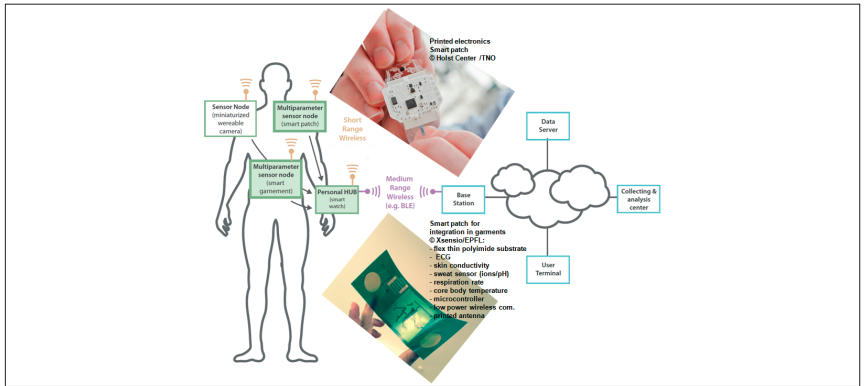 Printed electronics
Smart patch
© Holst Center /TNO
Sensor Node
(miniaturized
wereable
camera)
Multiparameter
sensor node
(smart patch)
Short
Range
Wireless
Multiparameter
sensor node
(smart
garnement)
Personal HUB
(smart
watch)
Medium
Range
Wireless
(e.g. BLE)
Base
Station
Data
Server
Collecting &
analysis
center
User
Terminal
Smart patch for
integration in garments
© Xsensio/EPFL:
- flex thin polyimide substrate
- ECG
- skin conductivity
- sweat sensor (ions/pH)
- respiration rate
- core body temperature
- microcontroller
- low power wireless com.
- printed antenna